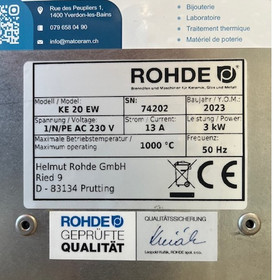 Rue des Peupliers 1,
1400 Yverdon-les-Bains
079 658 04 90
info@matceram.ch
• Bijouterie
• Laboratoire
• Traitement thermique
• Matériel de poterie
ROHDE
Brennöfen und Maschinen für Keramik, Glas und Metall
Modell / Model: KE 20 EW
SN: 74202
Baujahr / Y.O.M.: 2023
Spannung / Voltage: 1/N/PE AC 230 V
Strom / Current: 13 A
Leistung / Power: 3 kW
Maximale Betriebstemperatur / Maximum operating temperature: 1000 °C
Frequenz: 50 Hz
Helmut Rohde GmbH
Ried 9
D - 83134 Prutting
CE
ROHDE
GEPRÜFTE
QUALITÄT
QUALITÄTSSICHERUNG